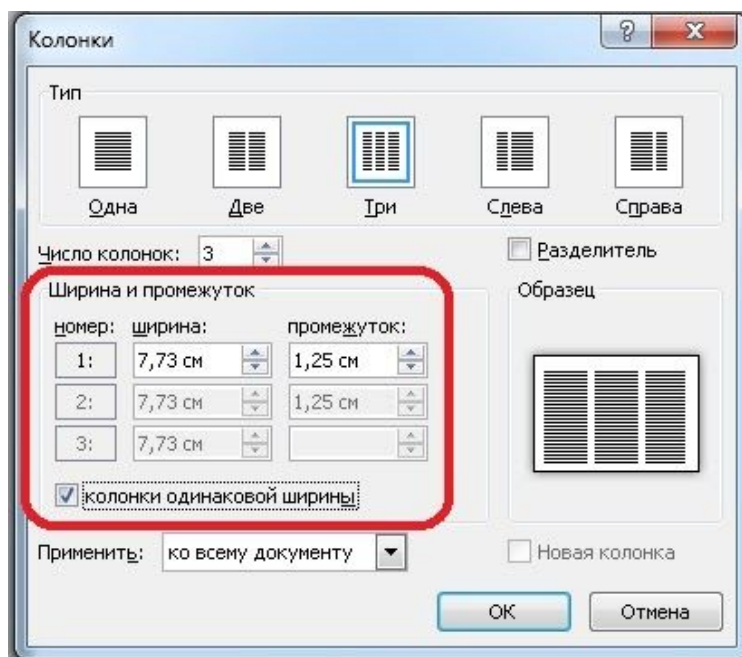 Колонки
Тип
Одна Две Три Слева Справа
Число колонок: 3 Разделитель
Ширина и промежуток Образец
номер: ширина: промежуток:
1: 7,73 см 1,25 см
2: 7,73 см 1,25 см
3: 7,73 см
колонки одинаковой ширины
Применить: ко всему документу Новая колонка
ОК Отмена